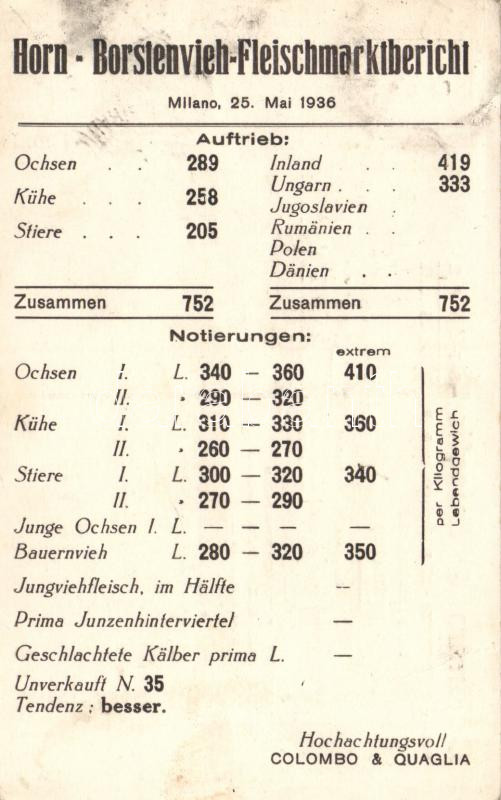 Horn - Borstenvieh-Fleischmarktbericht
Milano, 25. Mai 1936
Auftrieb:
Ochsen . . 289
Kühe . . . 258
Stiere . . . 205
Zusammen 752
Inland . . 419
Ungarn . . 333
Jugoslavien .
Rumänien . .
Polen
Dänien . .
Zusammen 752
Notierungen:
extrem
Ochsen I. L. 340 — 360 410
II. » 290 — 320
Kühe I. L. 310 — 330 360
II. » 260 — 270
Stiere I. L. 300 — 320 340
II. » 270 — 290
Junge Ochsen I. L. — — — —
Bauernvieh L. 280 — 320 350
per Kilogramm
Lebendgewich
Jungviehfleisch, im Hälfte --
Prima Junzenhinterviertel —
Geschlachtete Kälber prima L. —
Unverkauft N. 35
Tendenz : besser.
Hochachtungsvoll
COLOMBO & QUAGLIA